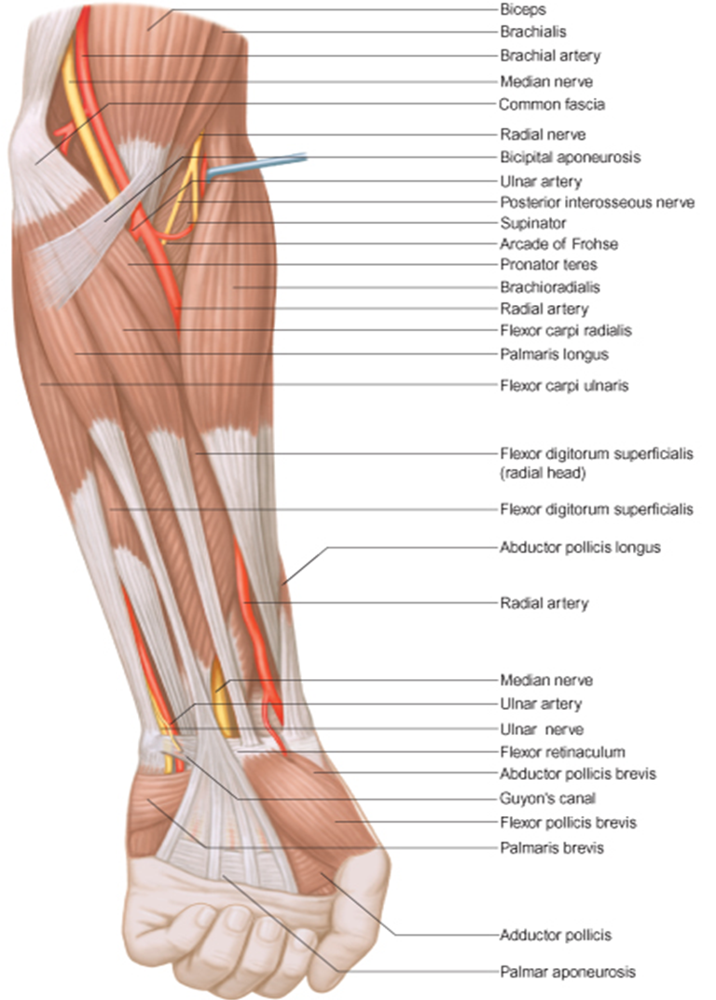 Biceps
Brachialis
Brachial artery
Median nerve
Common fascia
Radial nerve
Bicipital aponeurosis
Ulnar artery
Posterior interosseous nerve
Supinator
Arcade of Frohse
Pronator teres
Brachioradialis
Radial artery
Flexor carpi radialis
Palmaris longus
Flexor carpi ulnaris
Flexor digitorum superficialis
(radial head)
Flexor digitorum superficialis
Abductor pollicis longus
Radial artery
Median nerve
Ulnar artery
Ulnar nerve
Flexor retinaculum
Abductor pollicis brevis
Guyon's canal
Flexor pollicis brevis
Palmaris brevis
Adductor pollicis
Palmar aponeurosis